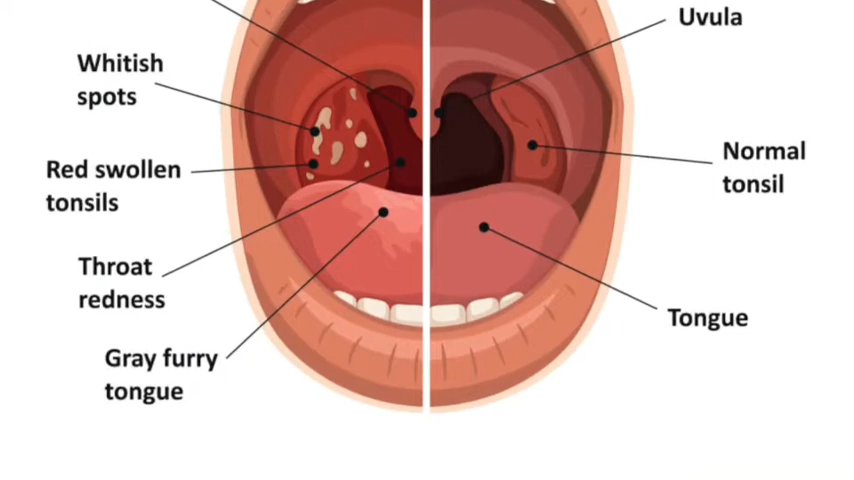 Whitish
spots
Red swollen
tonsils
Throat
redness
Gray furry
tongue
Uvula
Normal
tonsil
Tongue